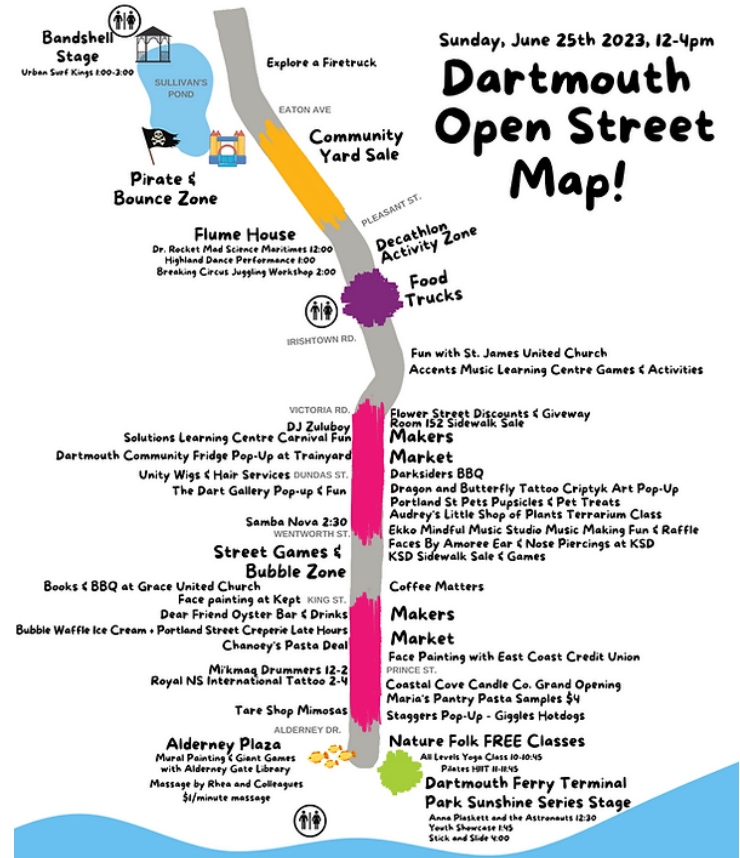 Sunday, June 25th 2023, 12-4pm
Dartmouth
Open Street
Map!
Bandshell
Stage
Urban Surf Kings 1:00-3:00
SULLIVAN'S
POND
Explore a Firetruck
EATON AVE
Community
Yard Sale
Pirate &
Bounce Zone
PLEASANT ST.
Flume House
Dr. Rocket Mad Science Maritimes 12:00
Highland Dance Performance 1:00
Breaking Circus Juggling Workshop 2:00
Decathlon
Activity Zone
Food
Trucks
IRISHTOWN RD.
Fun with St. James United Church
Accents Music Learning Centre Games & Activities
VICTORIA RD.
Flower Street Discounts & Giveway
DJ Zuluboy
Room 152 Sidewalk Sale
Solutions Learning Centre Carnival Fun
Makers
Market
Dartmouth Community Fridge Pop-Up at Trainyard
Unity Wigs & Hair Services
DUNDAS ST.
Darksiders BBQ
The Dart Gallery Pop-up & Fun
Dragon and Butterfly Tattoo Criptyk Art Pop-Up
Portland St Pets Pupsicles & Pet Treats
Audrey's Little Shop of Plants Terrarium Class
Samba Nova 2:30
WENTWORTH ST.
Ekko Mindful Music Studio Music Making Fun & Raffle
Faces By Amoree Ear & Nose Piercings at KSD
KSD Sidewalk Sale & Games
Street Games &
Bubble Zone
Books & BBQ at Grace United Church
Coffee Matters
Face painting at Kept
KING ST.
Dear Friend Oyster Bar & Drinks
Makers
Market
Bubble Waffle Ice Cream + Portland Street Creperie Late Hours
Chanoey's Pasta Deal
Face Painting with East Coast Credit Union
Mi'kmaq Drummers 12-2
PRINCE ST.
Royal NS International Tattoo 2-4
Coastal Cove Candle Co. Grand Opening
Maria's Pantry Pasta Samples $4
Tare Shop Mimosas
Staggers Pop-Up - Giggles Hotdogs
ALDERNEY DR.
Alderney Plaza
Mural Painting & Giant Games
with Alderney Gate Library
Massage by Rhea and Colleagues
$1/minute massage
Nature Folk FREE Classes
All Levels Yoga Class 10-10:45
Pilates HIIT 11-11:45
Dartmouth Ferry Terminal
Park Sunshine Series Stage
Anna Plaskett and the Astronauts 12:30
Youth Showcase 1:45
Stick and Slide 4:00